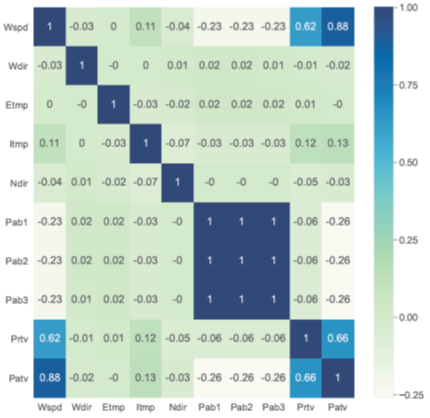 Wspd 1 -0.03 0 0.11 -0.04 -0.23 -0.23 -0.23 0.62 0.88
Wdir -0.03 1 -0 0 0.01 0.02 0.02 0.01 -0.01 -0.02
Etmp 0 -0 1 -0.03 -0.02 0.02 0.02 0.02 0.01 -0
Itmp 0.11 0 -0.03 1 -0.07 -0.03 -0.03 -0.03 0.12 0.13
Ndir -0.04 0.01 -0.02 -0.07 1 -0 -0 -0 -0.05 -0.03
Pab1 -0.23 0.02 0.02 -0.03 -0 1 1 1 -0.06 -0.26
Pab2 -0.23 0.02 0.02 -0.03 -0 1 1 1 -0.06 -0.26
Pab3 -0.23 0.01 0.02 -0.03 -0 1 1 1 -0.06 -0.26
Prtv 0.62 -0.01 0.01 0.12 -0.05 -0.06 -0.06 -0.06 1 0.66
Patv 0.88 -0.02 -0 0.13 -0.03 -0.26 -0.26 -0.26 0.66 1
Wspd Wdir Etmp Itmp Ndir Pab1 Pab2 Pab3 Prtv Patv
1.00
0.75
0.50
0.25
0.00
-0.25